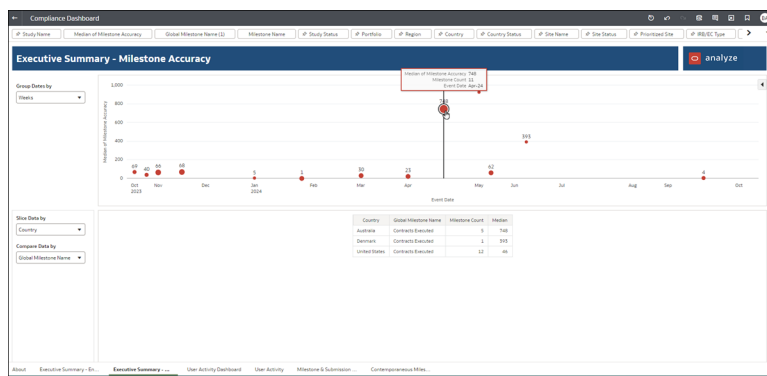 Compliance Dashboard
Study Name
Median of Milestone Accuracy
Global Milestone Name (1)
Milestone Name
Study Status
Portfolio
Region
Country
Country Status
Site Name
Site Status
Prioritized Site
IRB/EC Type
Executive Summary - Milestone Accuracy
analyze
Group Dates by
Weeks
Median of Milestone Accuracy 748
Milestone Count 11
Event Date Apr-24
Median of Milestone Accuracy
1,000
800
600
400
200
0
69
40
66
68
5
1
30
23
62
393
4
Oct
2023
Nov
Dec
Jan
2024
Feb
Mar
Apr
May
Jun
Jul
Aug
Sep
Oct
Event Date
Slice Data by
Country
Compare Data by
Global Milestone Name
Country Global Milestone Name Milestone Count Median
Australia Contracts Executed 5 748
Denmark Contracts Executed 1 593
United States Contracts Executed 12 46
About
Executive Summary - En...
Executive Summary - ...
User Activity Dashboard
User Activity
Milestone & Submission ...
Contemporaneous Miles...